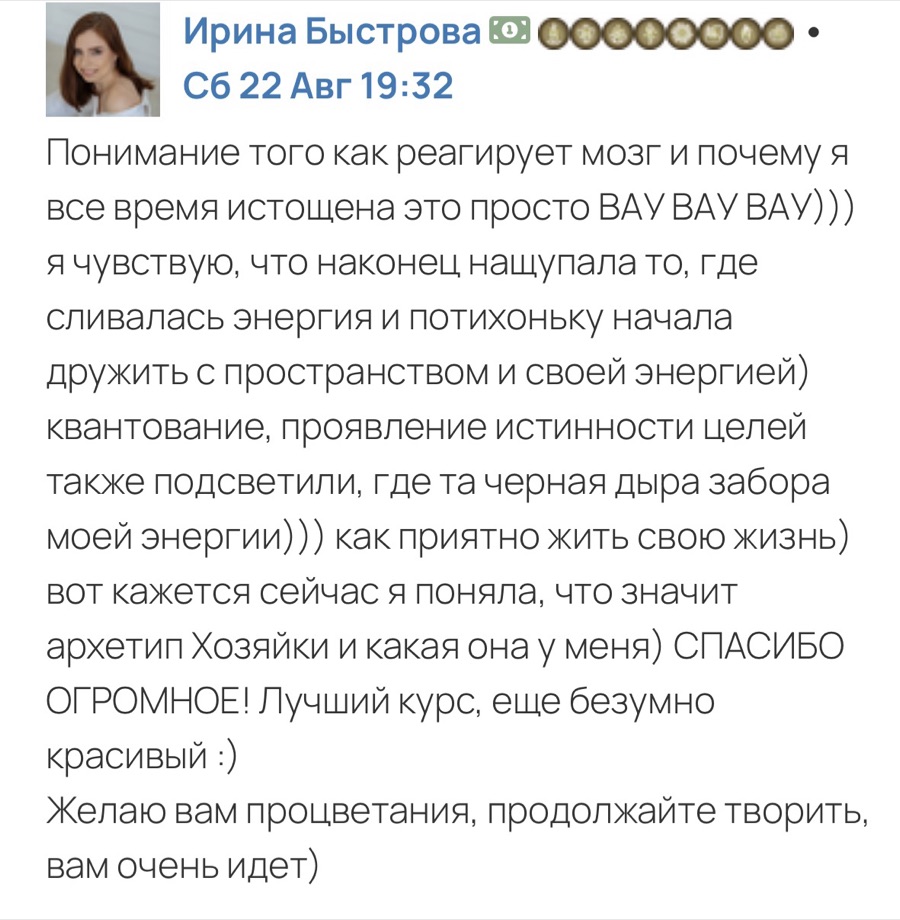 Ирина Быстрова
Сб 22 Авг 19:32
Понимание того как реагирует мозг и почему я
все время истощена это просто ВАУ ВАУ ВАУ)))
я чувствую, что наконец нащупала то, где
сливалась энергия и потихоньку начала
дружить с пространством и своей энергией)
квантование, проявление истинности целей
также подсветили, где та черная дыра забора
моей энергии))) как приятно жить свою жизнь)
вот кажется сейчас я поняла, что значит
архетип Хозяйки и какая она у меня) СПАСИБО
ОГРОМНОЕ! Лучший курс, еще безумно
красивый :)
Желаю вам процветания, продолжайте творить,
вам очень идет)